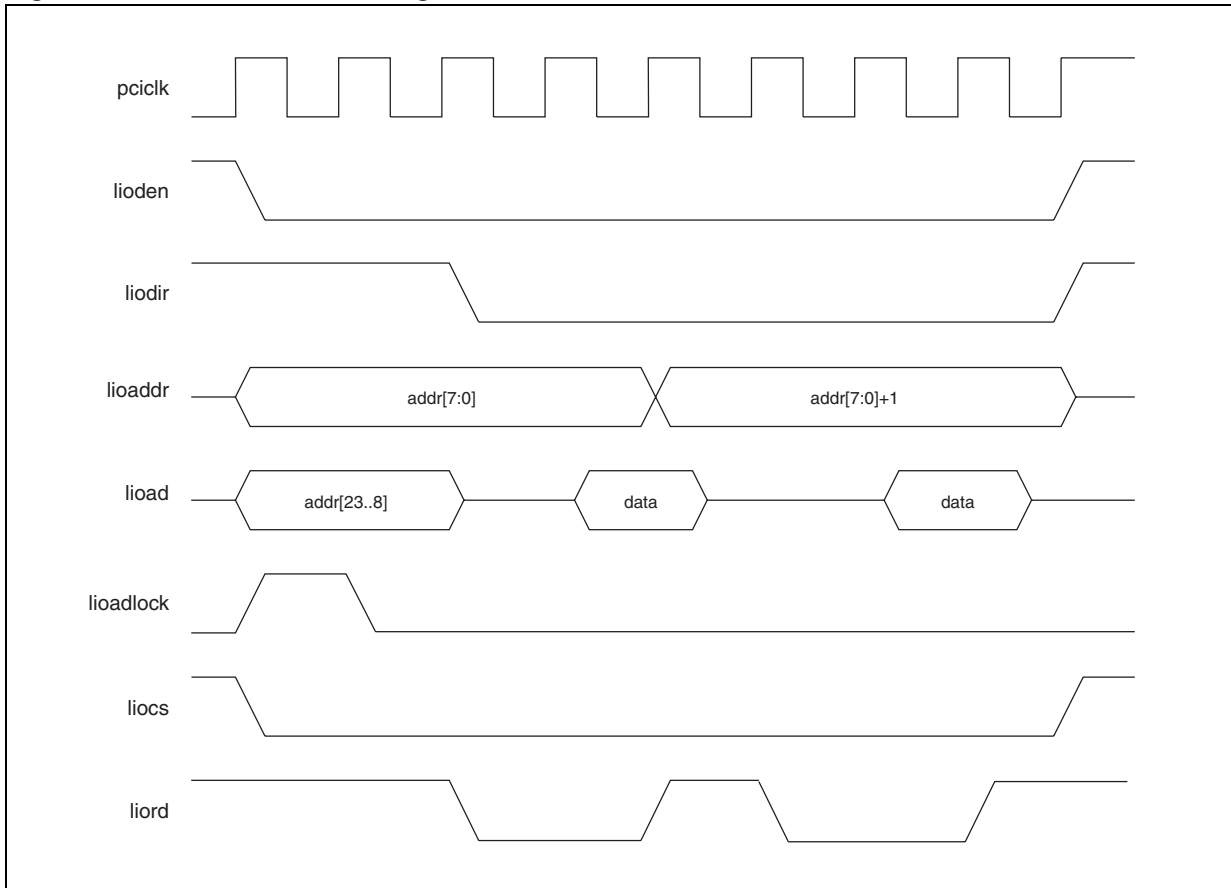 pciclk
lioden
liodir
lioaddr
addr[7:0]
addr[7:0]+1
lioad
addr[23..8]
data
data
lioadlock
liocs
liord